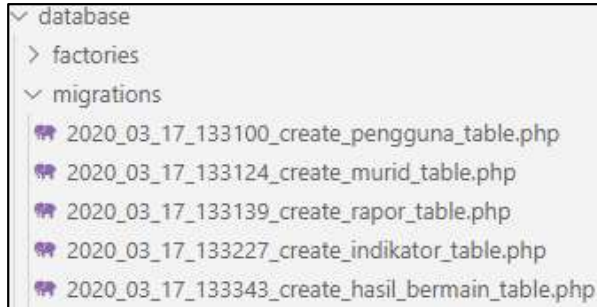 database
factories
migrations
2020_03_17_133100_create_pengguna_table.php
2020_03_17_133124_create_murid_table.php
2020_03_17_133139_create_rapor_table.php
2020_03_17_133227_create_indikator_table.php
2020_03_17_133343_create_hasil_bermain_table.php